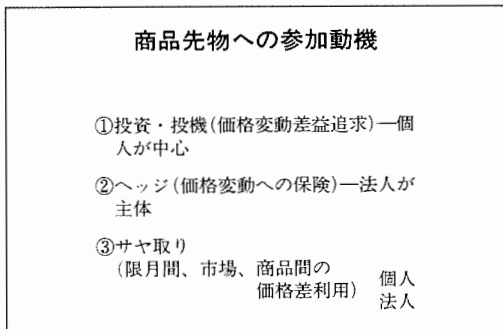 商品先物への参加動機
①投資・投機(価格変動差益追求)―個
人が中心
②ヘッジ(価格変動への保険)―法人が
主体
③サヤ取り
(限月間、市場、商品間の
価格差利用) 個人
法人